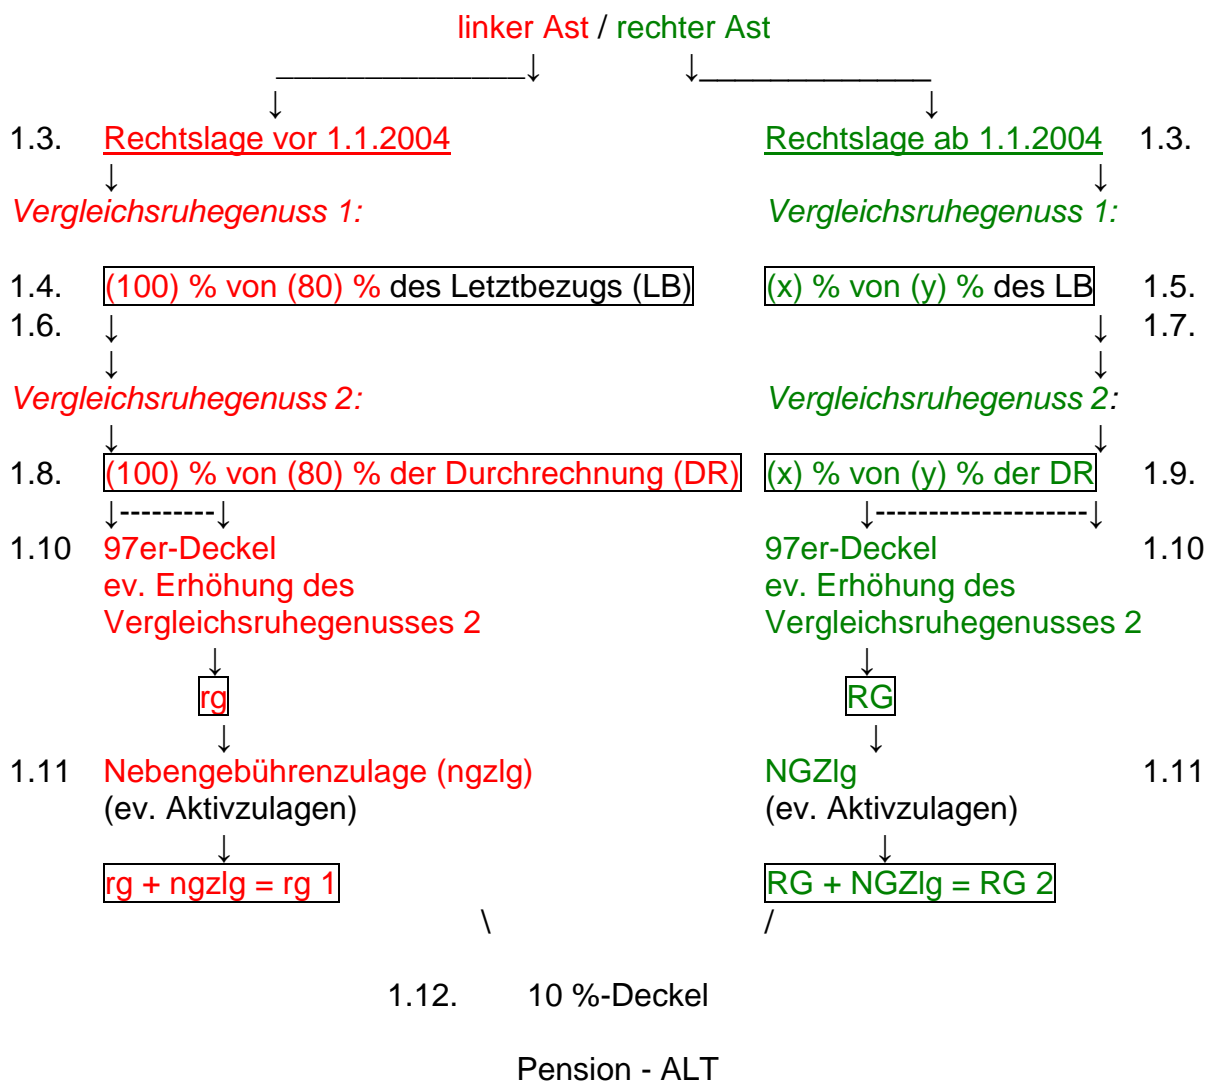 linker Ast / rechter Ast
1.3. Rechtslage vor 1.1.2004 Rechtslage ab 1.1.2004 1.3.
Vergleichsruhegenuss 1: Vergleichsruhegenuss 1:
1.4. (100) % von (80) % des Letztbezugs (LB) (x) % von (y) % des LB 1.5.
1.6. ↓ ↓ 1.7.
Vergleichsruhegenuss 2: Vergleichsruhegenuss 2:
1.8. (100) % von (80) % der Durchrechnung (DR) (x) % von (y) % der DR 1.9.
1.10 97er-Deckel 97er-Deckel 1.10
ev. Erhöhung des ev. Erhöhung des
Vergleichsruhegenusses 2 Vergleichsruhegenusses 2
rg RG
1.11 Nebengebührenzulage (ngzlg) NGZlg 1.11
(ev. Aktivzulagen) (ev. Aktivzulagen)
rg + ngzlg = rg 1 RG + NGZlg = RG 2
\ /
1.12. 10 %-Deckel
Pension - ALT